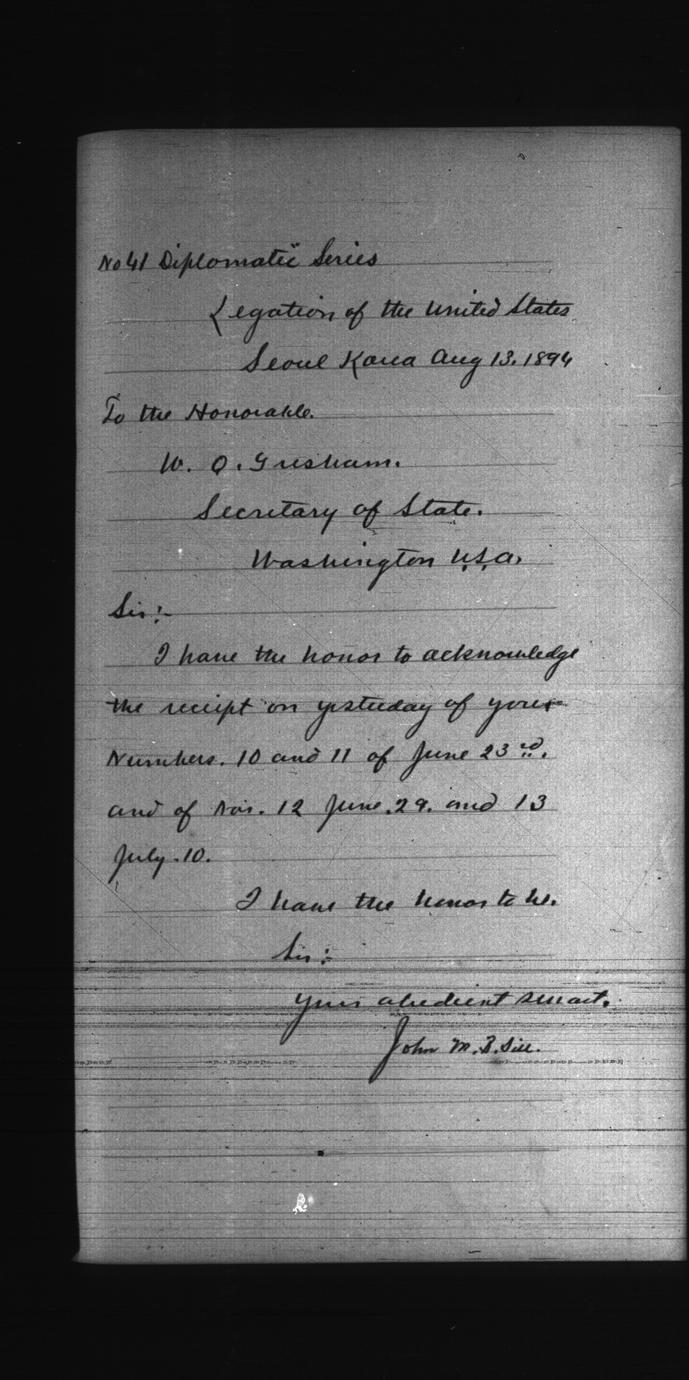 No 41 Diplomatic Series
Legation of the United States
Seoul Korea Aug 13. 1894
To the Honorable.
W. Q. Gresham.
Secretary of State.
Washington U.S.A.
Sir:-
I have the honor to acknowledge
the receipt on yesterday of yours
Numbers. 10 and 11 of June 23rd.
and of Nos. 12 June. 29. and 13
July. 10.
I have the honor to be.
Sir:
Your obedient servant.
John M. B. Sill.